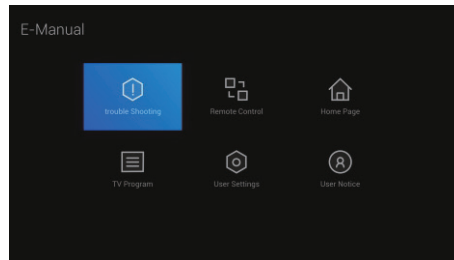 E-Manual
trouble Shooting
Remote Control
Home Page
TV Program
User Settings
User Notice